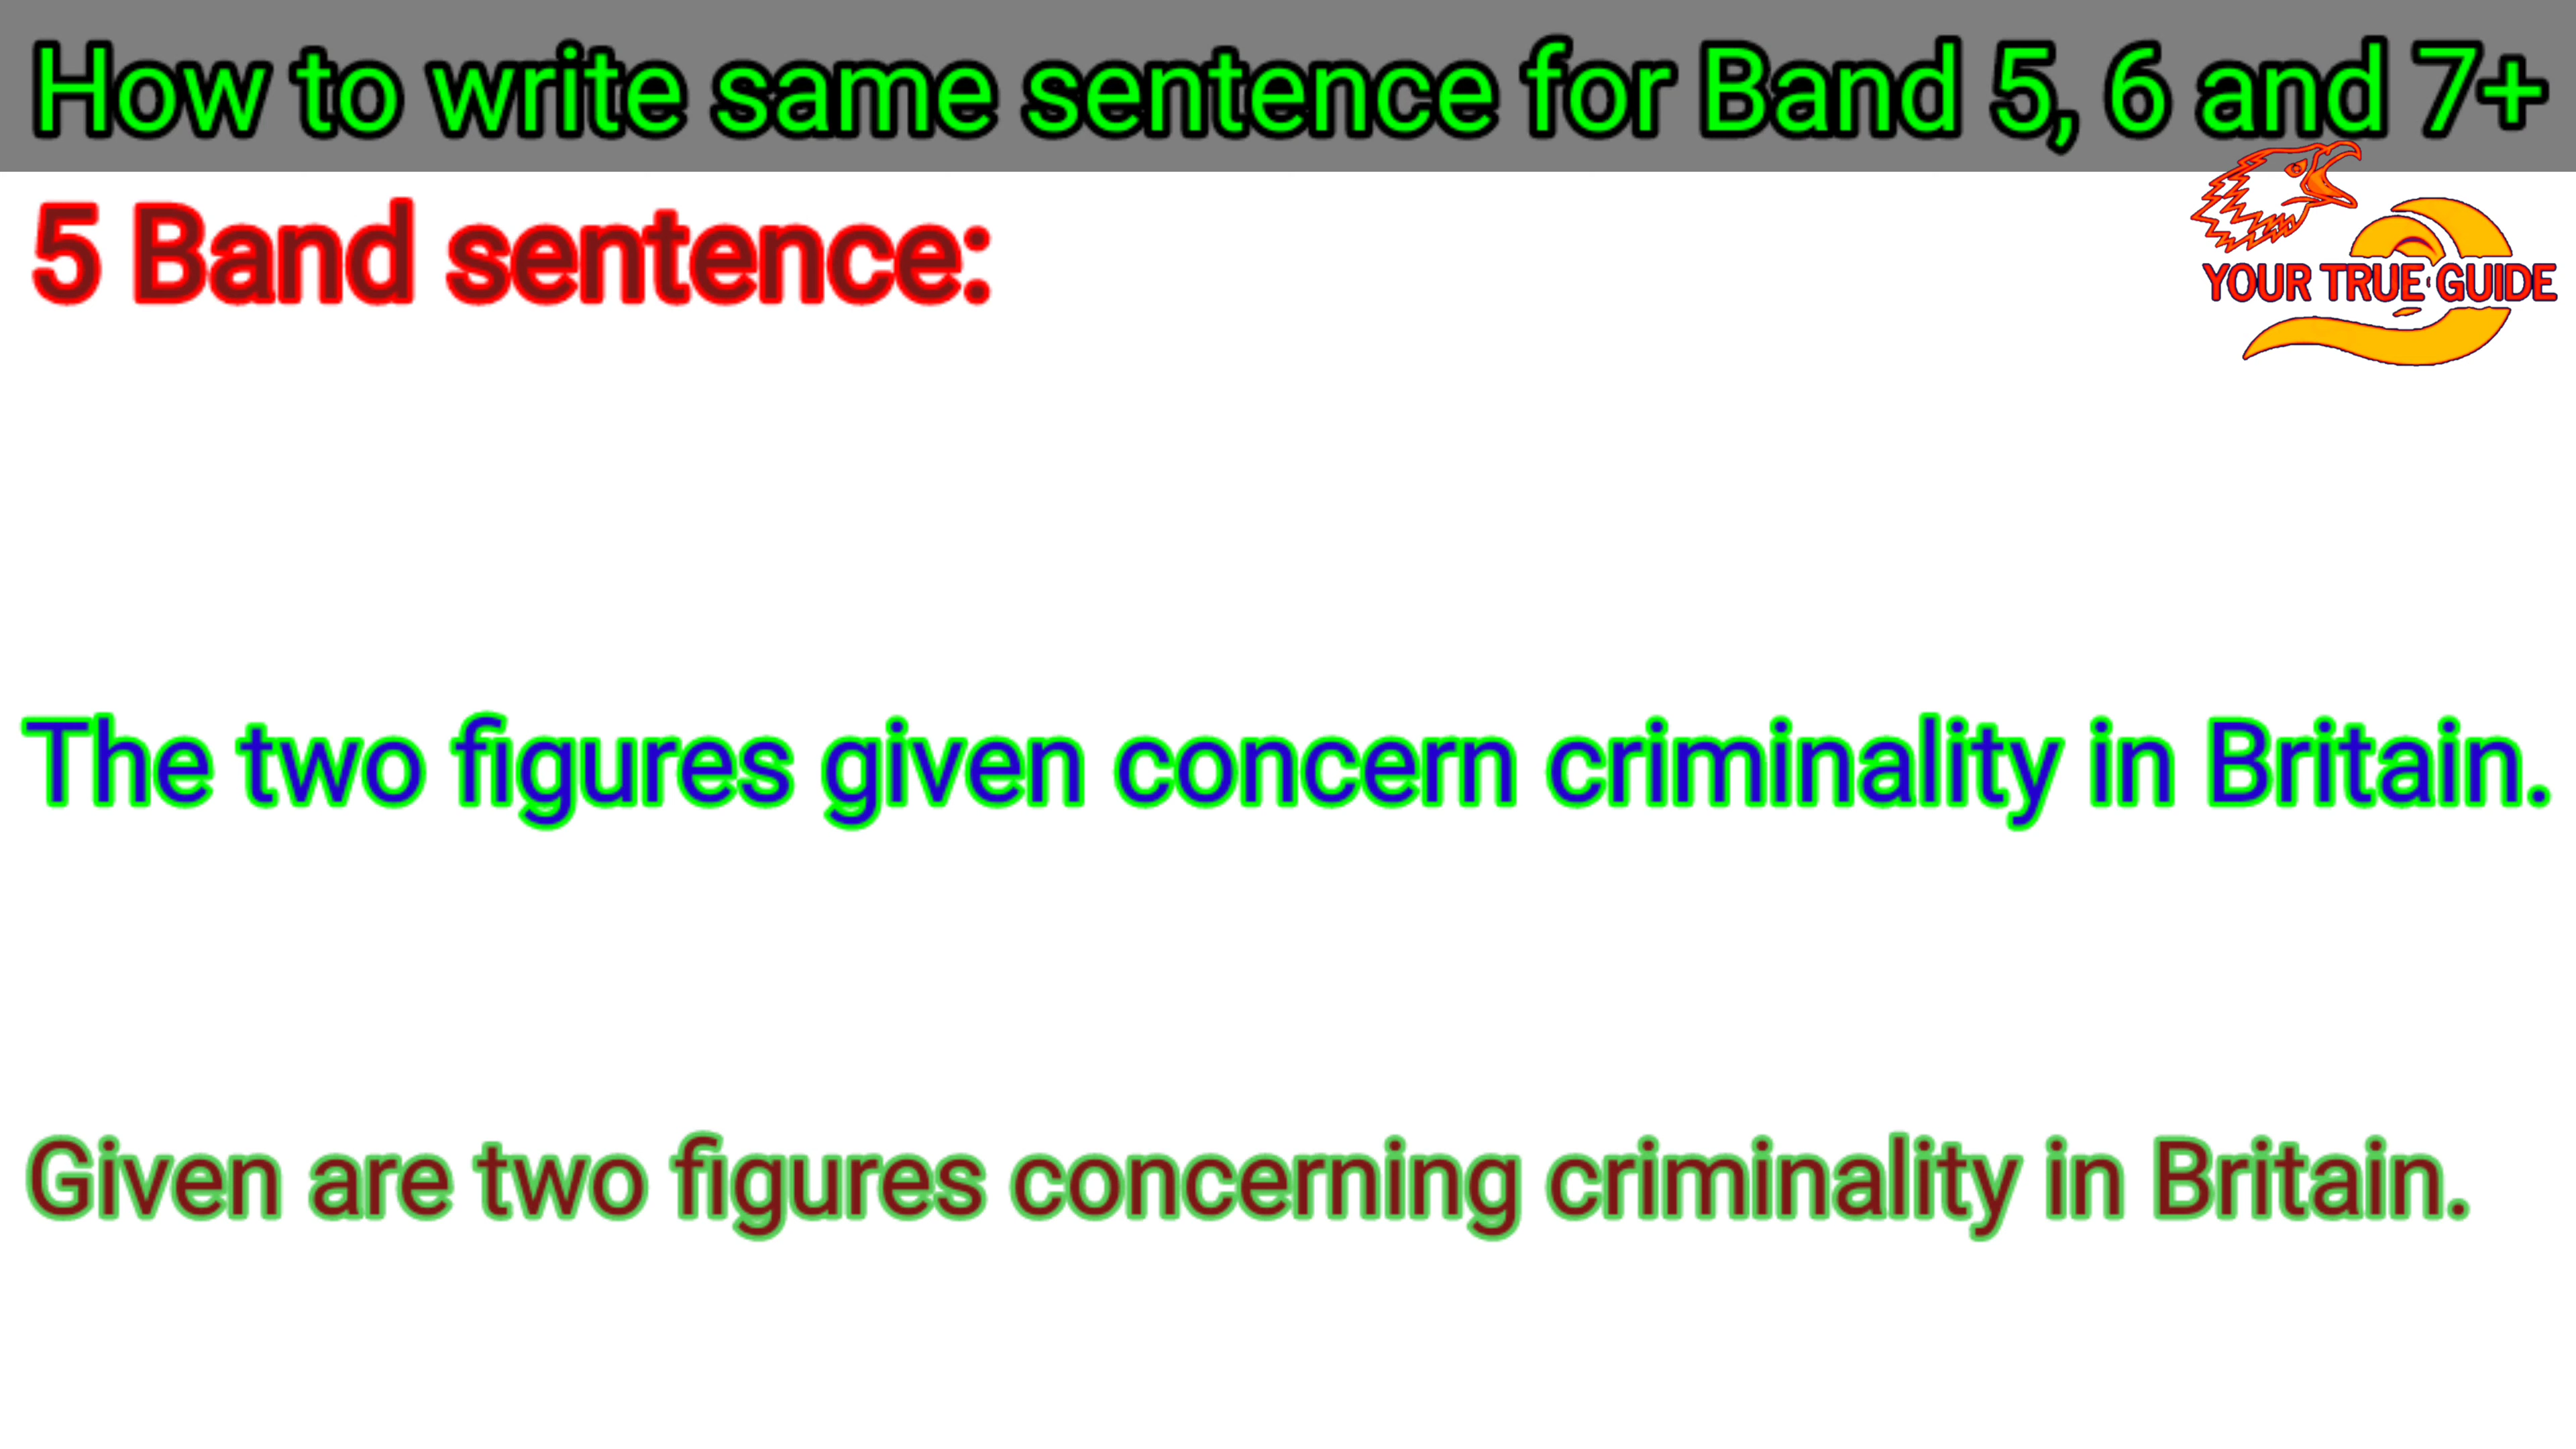 How to write same sentence for Band 5, 6 and 7+
5 Band sentence:
YOUR TRUE GUIDE
The two figures given concern criminality in Britain.
Given are two figures concerning criminality in Britain.